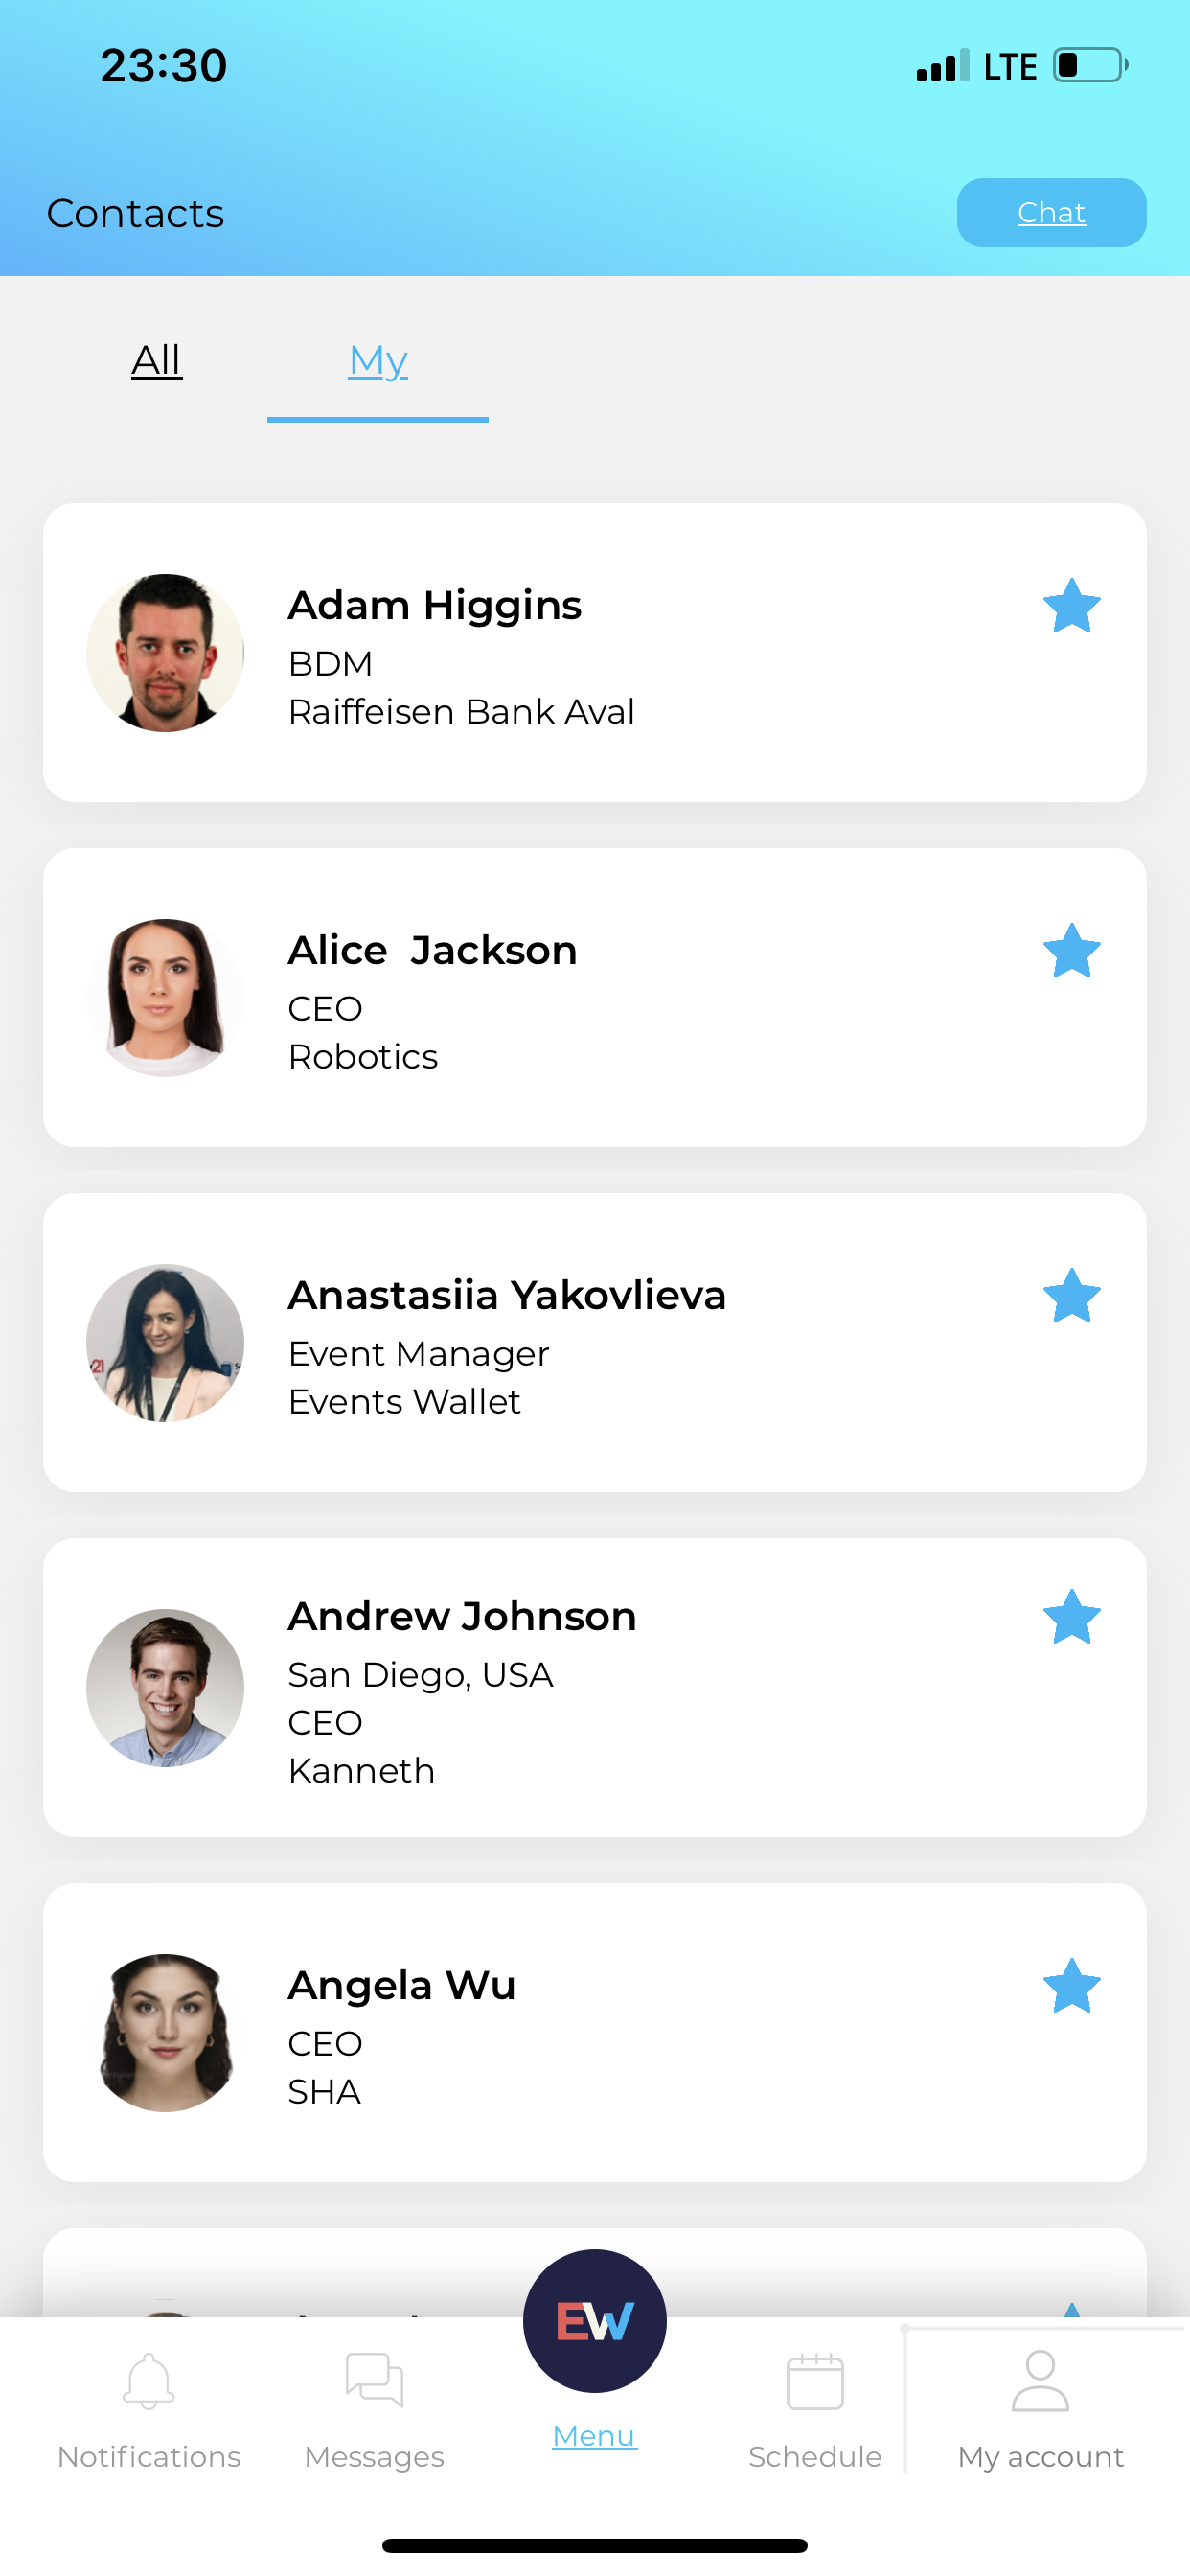 23:30
LTE
Contacts
Chat
All
My
Adam Higgins
BDM
Raiffeisen Bank Aval
Alice  Jackson
CEO
Robotics
Anastasiia Yakovlieva
Event Manager
Events Wallet
Andrew Johnson
San Diego, USA
CEO
Kanneth
Angela Wu
CEO
SHA
EW
Notifications
Messages
Menu
Schedule
My account